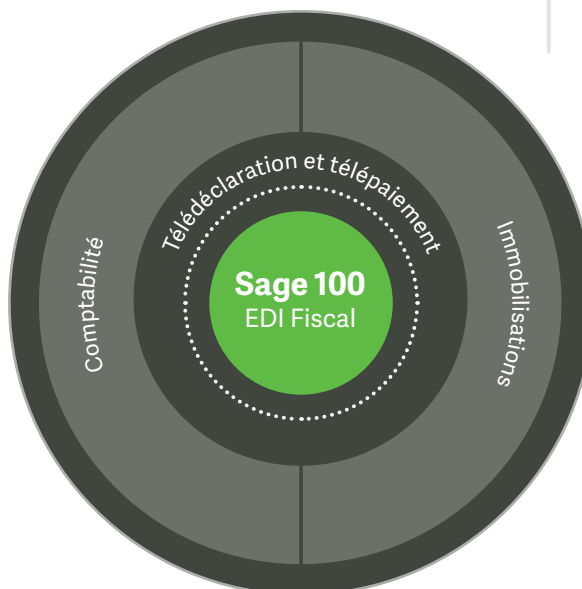 Télédéclaration et télépaiement
Comptabilité
Sage 100
EDI Fiscal
Immobilisations